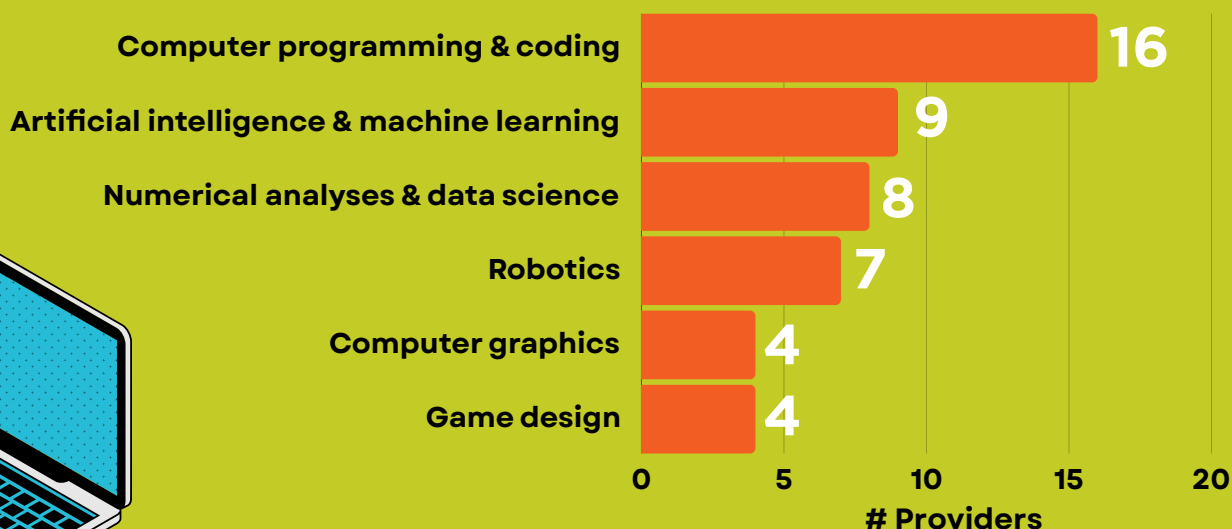 Computer programming & coding 16
Artificial intelligence & machine learning 9
Numerical analyses & data science 8
Robotics 7
Computer graphics 4
Game design 4
0 5 10 15 20
# Providers